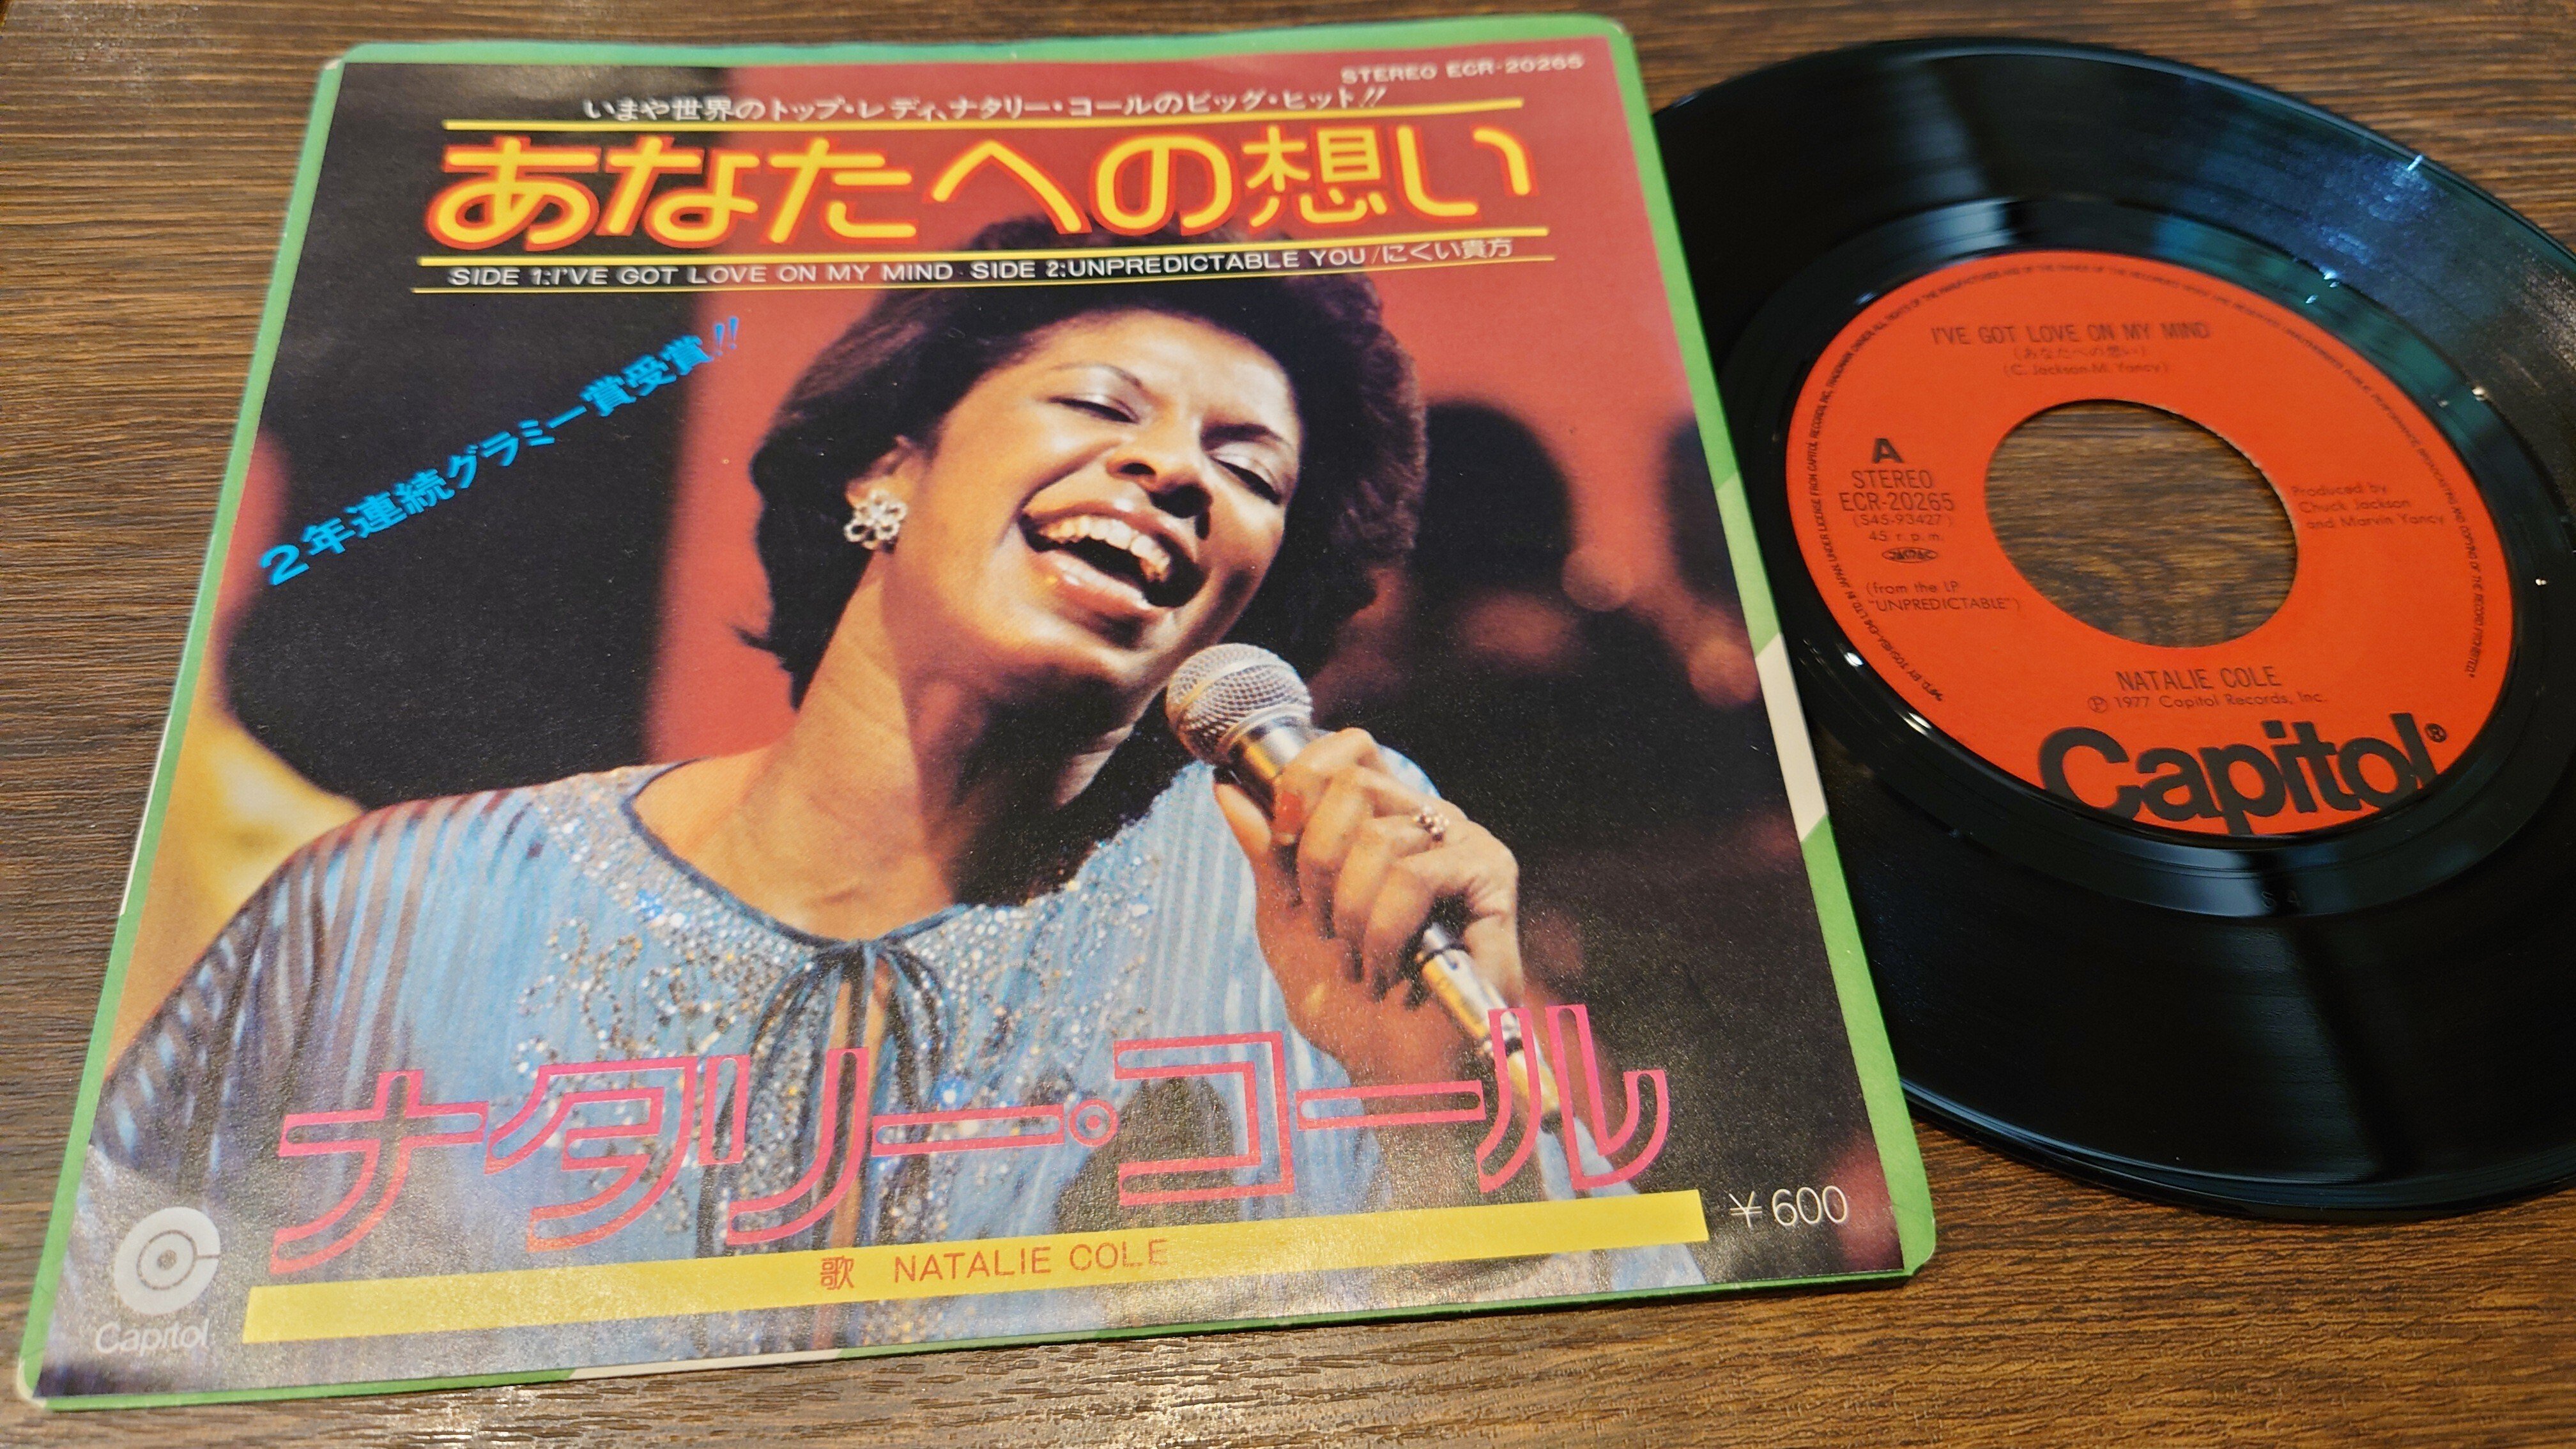 STEREO ECR-20265
いまや世界のトップ・レディ、ナタリー・コールのビッグ・ヒット!!
あなたへの想い
SIDE 1:I'VE GOT LOVE ON MY MIND SIDE 2:UNPREDICTABLE YOU/にくい貴方
2年連続グラミー賞受賞!!
ナタリー・コール
歌 NATALIE COLE
¥600
Capitol
I'VE GOT LOVE ON MY MIND
(あなたへの想い)
(C. Jackson-M. Yancy)
A
STEREO
ECR-20265
(S45-93427)
45 r.p.m.
(from the LP
"UNPREDICTABLE")
Produced by
Chuck Jackson
and Marvin Yancy
NATALIE COLE
Ⓟ 1977 Capitol Records, Inc.
Capitol®